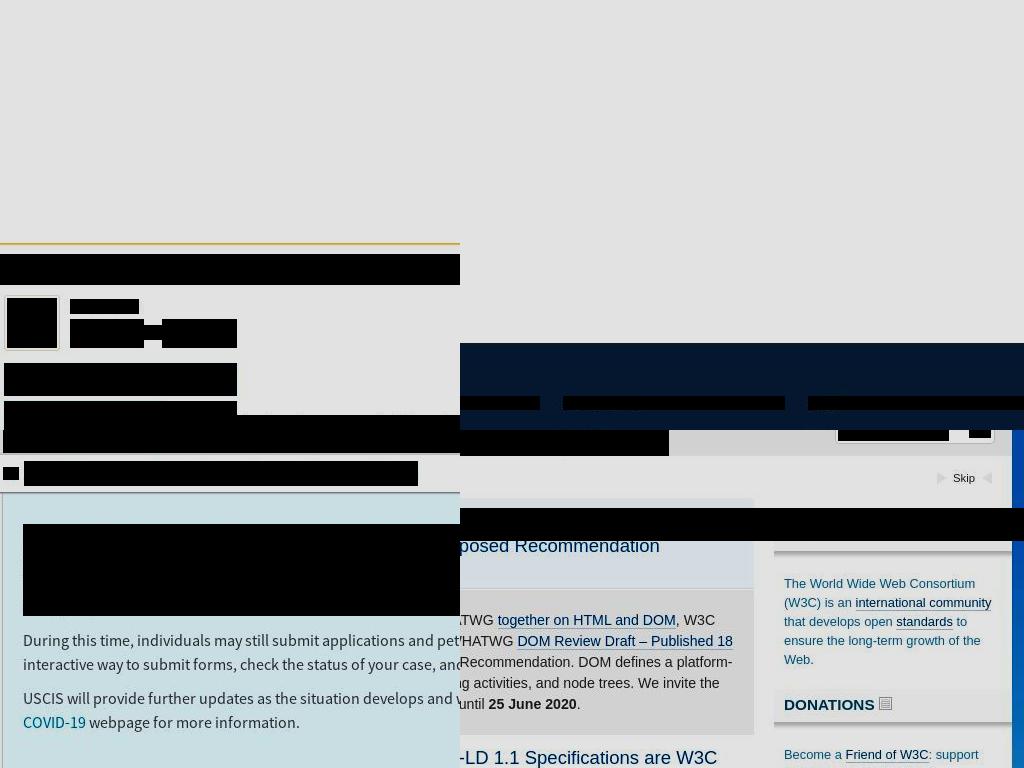 Skip
posed Recommendation
The World Wide Web Consortium
(W3C) is an international community
that develops open standards to
ensure the long-term growth of the
Web.
together on HTML and DOM, W3C
DOM Review Draft – Published 18
Recommendation. DOM defines a platform-
activities, and node trees. We invite the
until 25 June 2020.
During this time, individuals may still submit applications and pet
interactive way to submit forms, check the status of your case, and
USCIS will provide further updates as the situation develops and
COVID-19 webpage for more information.
DONATIONS
-LD 1.1 Specifications are W3C
Become a Friend of W3C: support